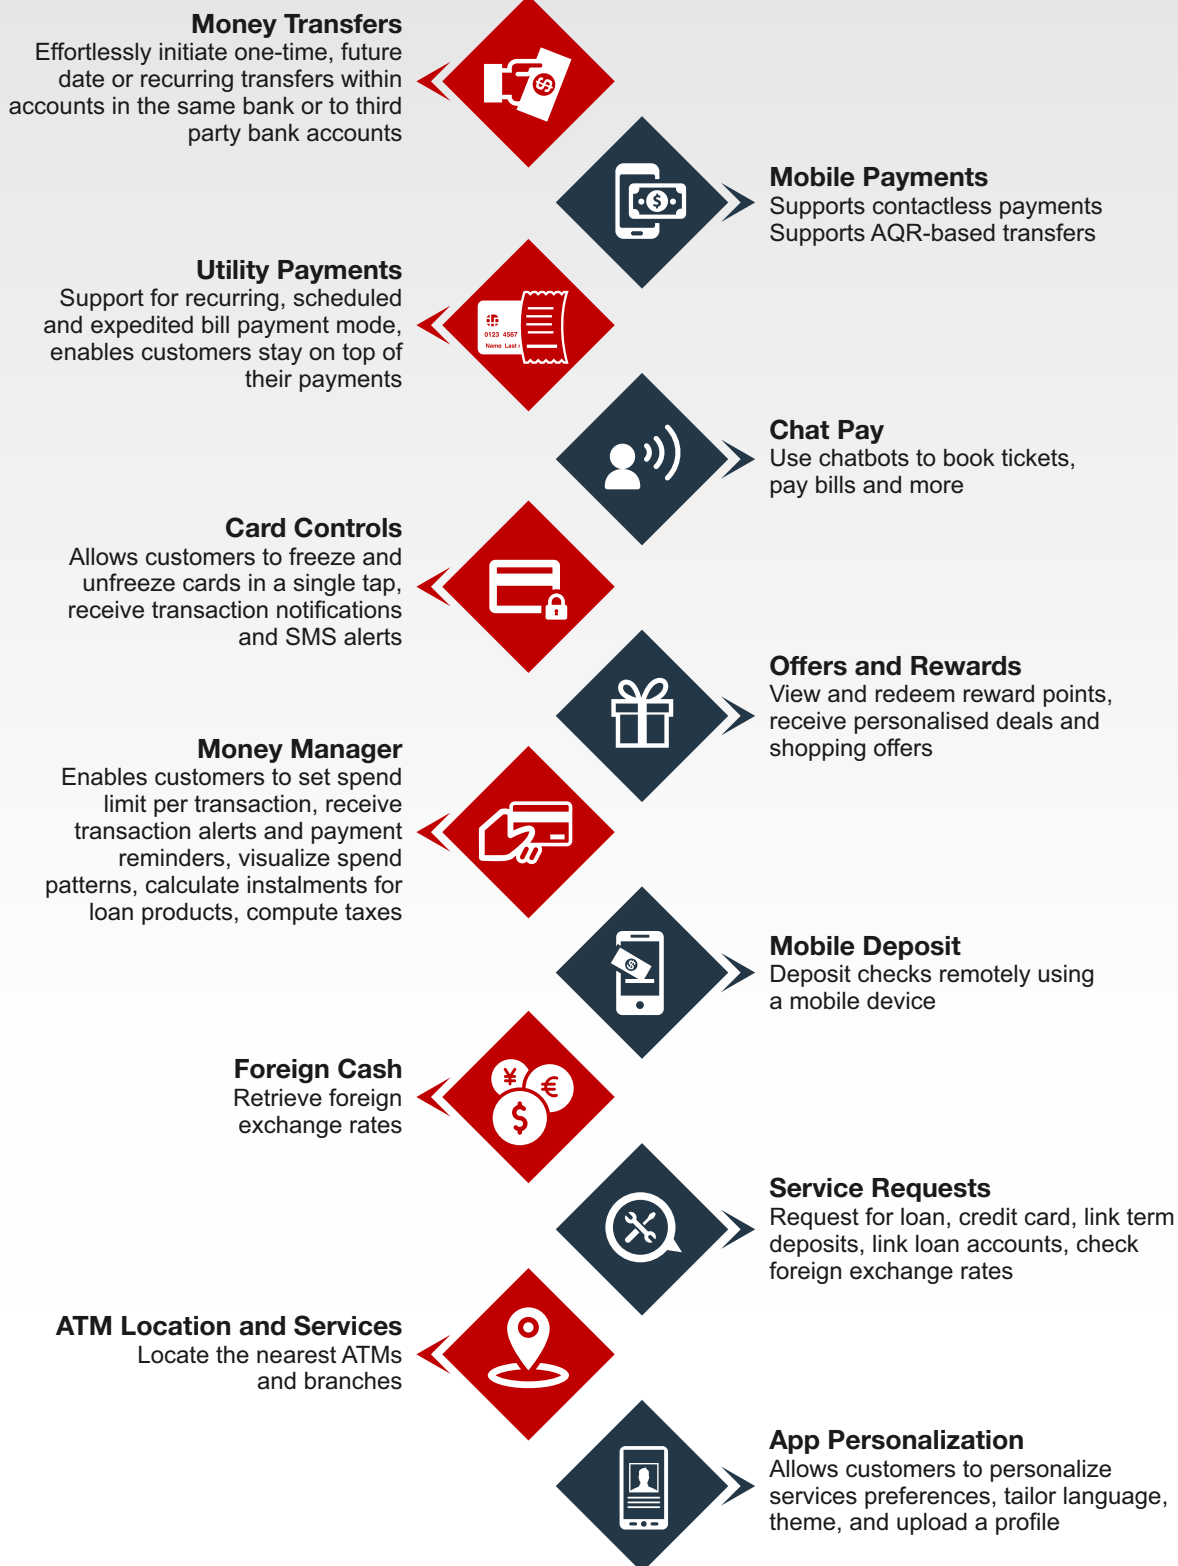 Money Transfers
Effortlessly initiate one-time, future
date or recurring transfers within
accounts in the same bank or to third
party bank accounts
Mobile Payments
Supports contactless payments
Supports AQR-based transfers
Utility Payments
Support for recurring, scheduled
and expedited bill payment mode,
enables customers stay on top of
their payments
0123 4567
Name Last
Chat Pay
Use chatbots to book tickets,
pay bills and more
Card Controls
Allows customers to freeze and
unfreeze cards in a single tap,
receive transaction notifications
and SMS alerts
Offers and Rewards
View and redeem reward points,
receive personalised deals and
shopping offers
Money Manager
Enables customers to set spend
limit per transaction, receive
transaction alerts and payment
reminders, visualize spend
patterns, calculate instalments for
loan products, compute taxes
Mobile Deposit
Deposit checks remotely using
a mobile device
Foreign Cash
Retrieve foreign
exchange rates
¥ € $
Service Requests
Request for loan, credit card, link term
deposits, link loan accounts, check
foreign exchange rates
ATM Location and Services
Locate the nearest ATMs
and branches
App Personalization
Allows customers to personalize
services preferences, tailor language,
theme, and upload a profile